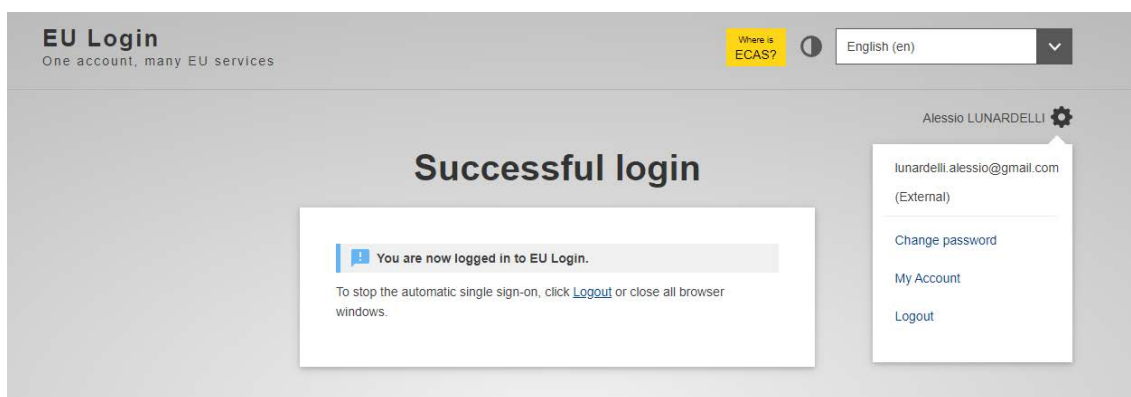 EU Login
One account, many EU services
Where is
ECAS?
English (en)
Alessio LUNARDELLI
Successful login
lunardelli.alessio@gmail.com
(External)
Change password
My Account
Logout
You are now logged in to EU Login.
To stop the automatic single sign-on, click Logout or close all browser
windows.